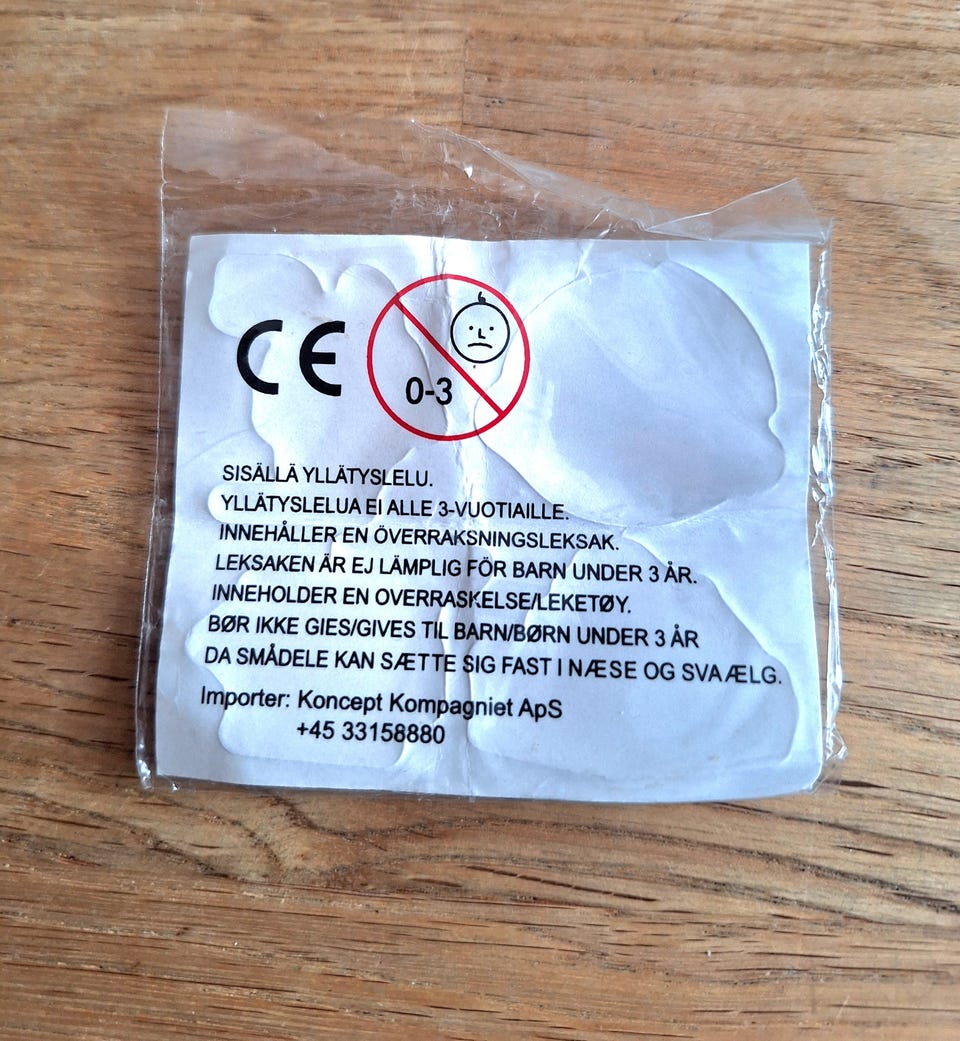 CE
0-3
SISÄLLÄ YLLÄTYSLELU.
YLLÄTYSLELUA EI ALLE 3-VUOTIAILLE.
INNEHÅLLER EN ÖVERRAKSNINGSLEKSAK.
LEKSAKEN ÄR EJ LÄMPLIG FÖR BARN UNDER 3 ÅR.
INNEHOLDER EN OVERRASKELSE/LEKETØY.
BØR IKKE GIES/GIVES TIL BARN/BØRN UNDER 3 ÅR
DA SMÅDELE KAN SÆTTE SIG FAST I NÆSE OG SVAÆLG.
Importer: Koncept Kompagniet ApS
+45 33158880